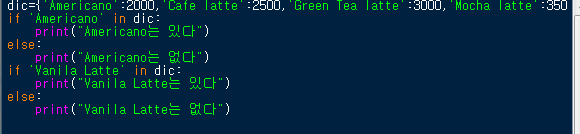 dic={'Americano':2000,'Cafe latte':2500,'Green Tea latte':3000,'Mocha latte':350
if 'Americano' in dic:
    print("Americano는 있다")
else:
    print("Americano는 없다")
if 'Vanila Latte' in dic:
    print("Vanila Latte는 있다")
else:
    print("Vanila Latte는 없다")